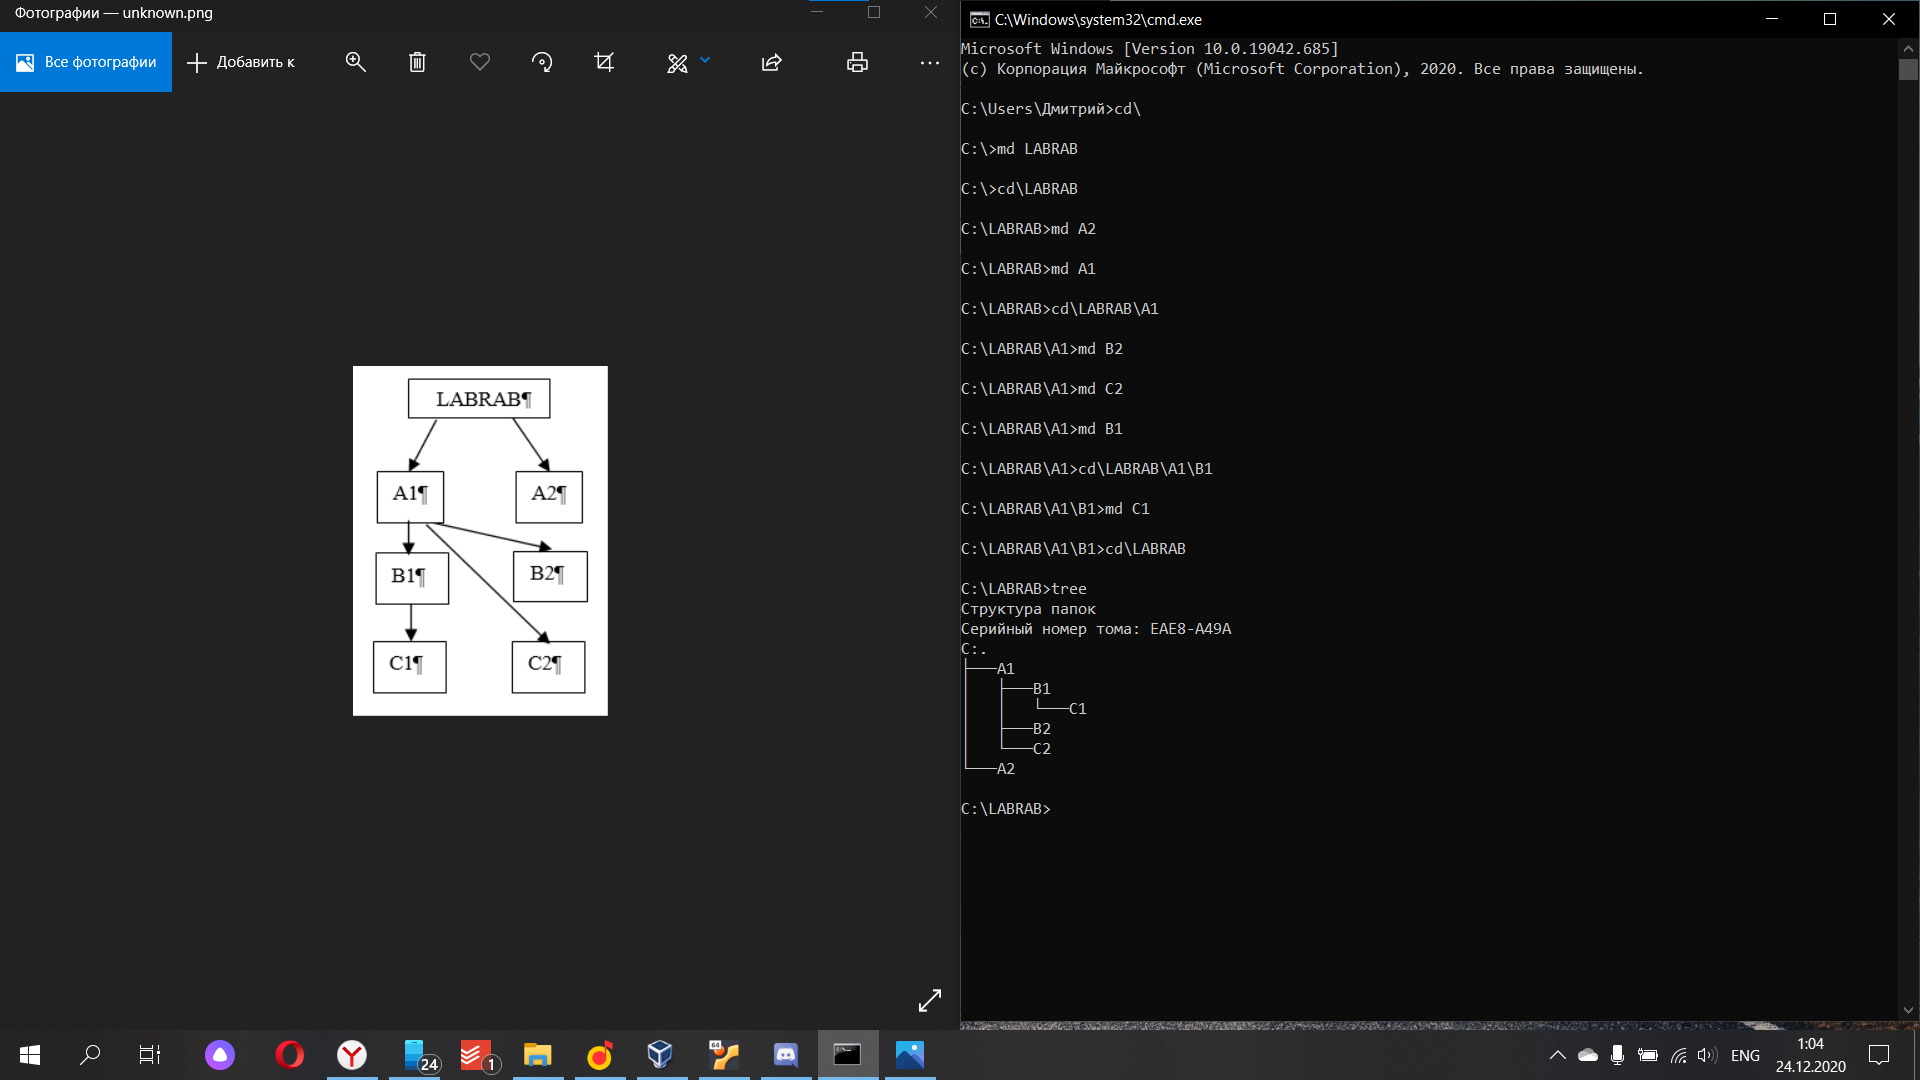 Фотографии — unknown.png
Все фотографии
Добавить к
LABRAB¶
A1¶
A2¶
B1¶
B2¶
C1¶
C2¶
C:\Windows\system32\cmd.exe
Microsoft Windows [Version 10.0.19042.685]
(c) Корпорация Майкрософт (Microsoft Corporation), 2020. Все права защищены.
C:\Users\Дмитрий>cd\
C:\>md LABRAB
C:\>cd\LABRAB
C:\LABRAB>md A2
C:\LABRAB>md A1
C:\LABRAB>cd\LABRAB\A1
C:\LABRAB\A1>md B2
C:\LABRAB\A1>md C2
C:\LABRAB\A1>md B1
C:\LABRAB\A1>cd\LABRAB\A1\B1
C:\LABRAB\A1\B1>md C1
C:\LABRAB\A1\B1>cd\LABRAB
C:\LABRAB>tree
Структура папок
Серийный номер тома: EAE8-A49A
C:.
├───A1
│   ├───B1
│   │   └───C1
│   ├───B2
│   └───C2
└───A2
C:\LABRAB>
24
1
64
ENG
1:04
24.12.2020